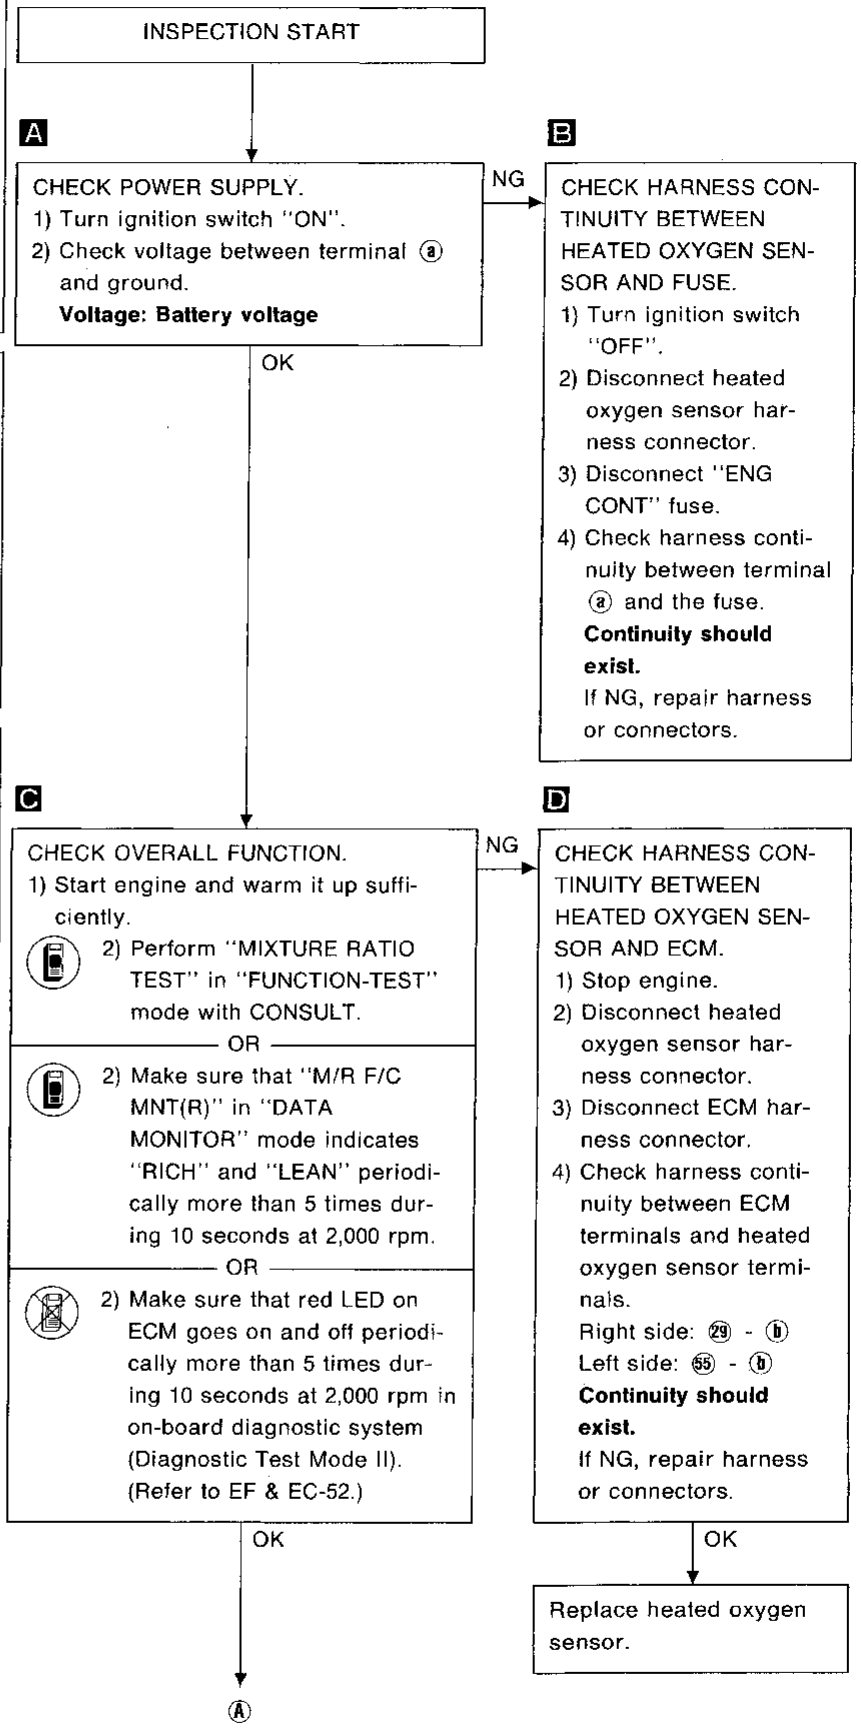 INSPECTION START
A
CHECK POWER SUPPLY.
1) Turn ignition switch "ON".
2) Check voltage between terminal ⓐ
and ground.
Voltage: Battery voltage
NG
OK
B
CHECK HARNESS CON-
TINUITY BETWEEN
HEATED OXYGEN SEN-
SOR AND FUSE.
1) Turn ignition switch
"OFF".
2) Disconnect heated
oxygen sensor har-
ness connector.
3) Disconnect "ENG
CONT" fuse.
4) Check harness conti-
nuity between terminal
ⓐ and the fuse.
Continuity should
exist.
If NG, repair harness
or connectors.
C
CHECK OVERALL FUNCTION.
1) Start engine and warm it up suffi-
ciently.
2) Perform "MIXTURE RATIO
TEST" in "FUNCTION-TEST"
mode with CONSULT.
OR
2) Make sure that "M/R F/C
MNT(R)" in "DATA
MONITOR" mode indicates
"RICH" and "LEAN" periodi-
cally more than 5 times dur-
ing 10 seconds at 2,000 rpm.
OR
2) Make sure that red LED on
ECM goes on and off periodi-
cally more than 5 times dur-
ing 10 seconds at 2,000 rpm in
on-board diagnostic system
(Diagnostic Test Mode II).
(Refer to EF & EC-52.)
NG
OK
Ⓐ
D
CHECK HARNESS CON-
TINUITY BETWEEN
HEATED OXYGEN SEN-
SOR AND ECM.
1) Stop engine.
2) Disconnect heated
oxygen sensor har-
ness connector.
3) Disconnect ECM har-
ness connector.
4) Check harness conti-
nuity between ECM
terminals and heated
oxygen sensor termi-
nals.
Right side: ㉙ - ⓑ
Left side: 55 - ⓑ
Continuity should
exist.
If NG, repair harness
or connectors.
OK
Replace heated oxygen
sensor.